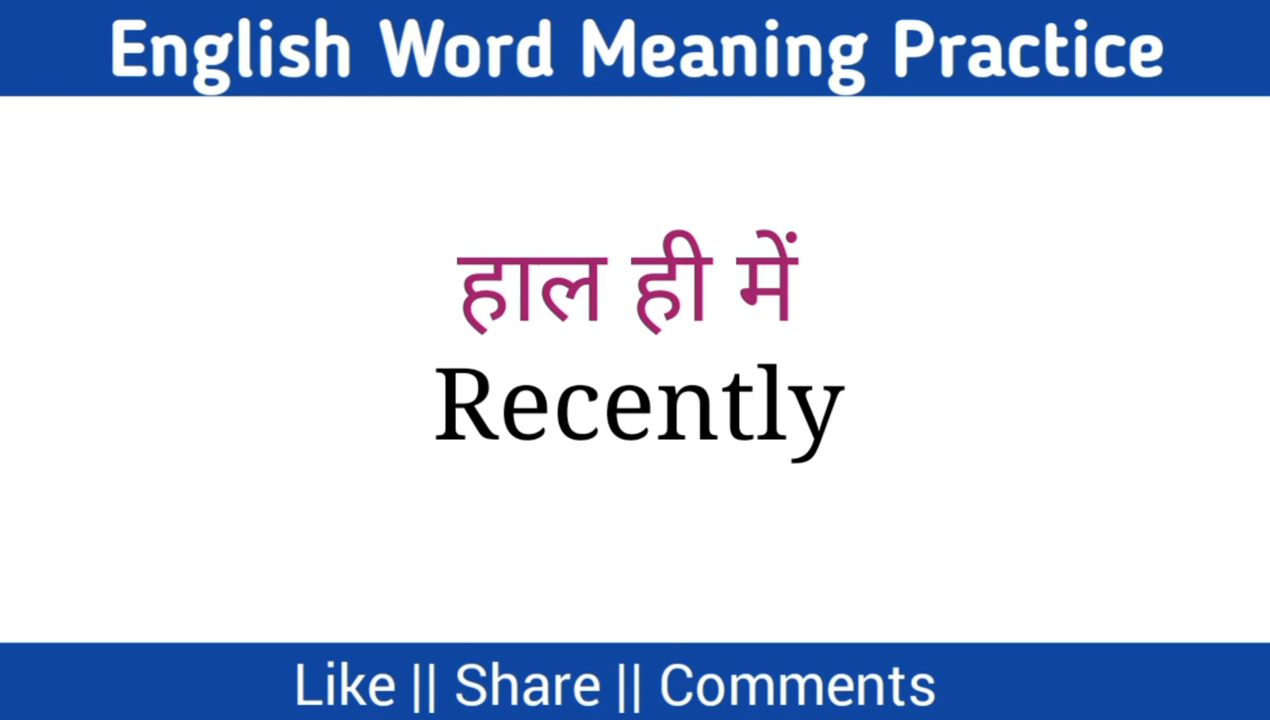 English Word Meaning Practice
हाल ही में
Recently
Like || Share || Comments